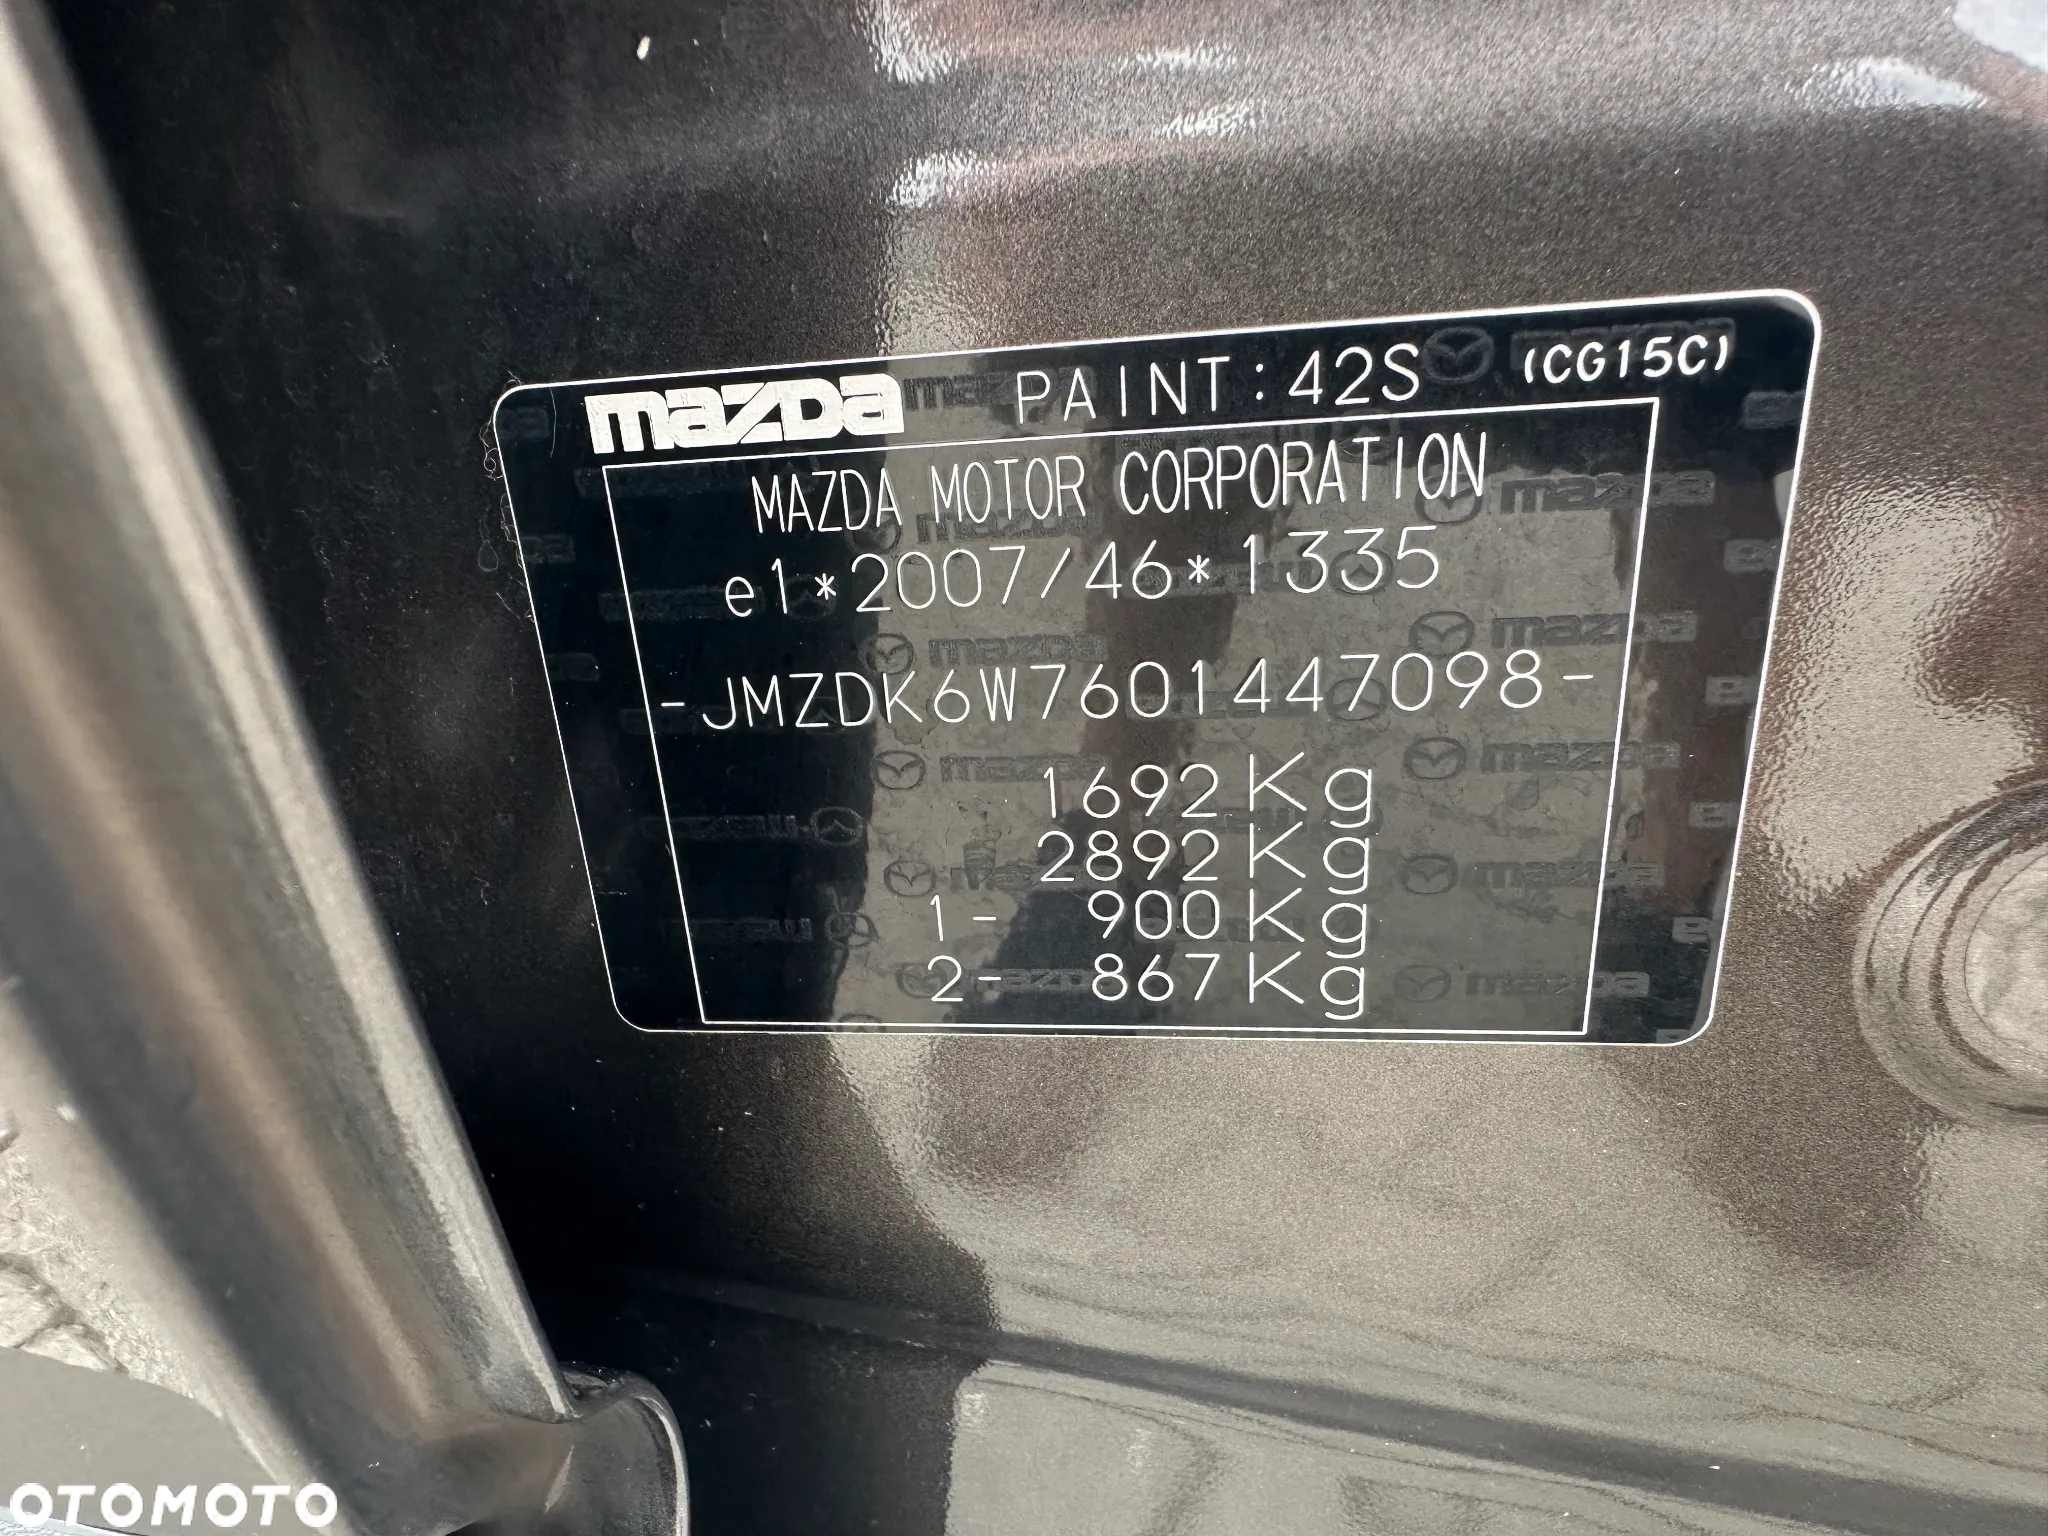 mazda PAINT:42S (CG15C)
MAZDA MOTOR CORPORATION
e1*2007/46*1335
-JMZDK6W7601447098-
1692Kg
2892Kg
1- 900Kg
2- 867Kg
OTOMOTO